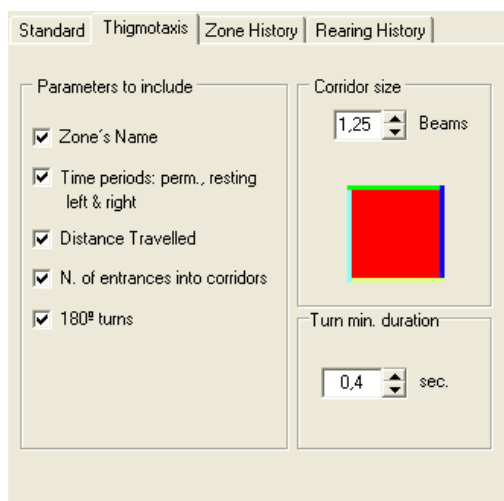 Standard Thigmotaxis Zone History Rearing History
Parameters to include
Zone's Name
Time periods: perm., resting
left & right
Distance Travelled
N. of entrances into corridors
180º turns
Corridor size
1,25 Beams
Turn min. duration
0,4 sec.